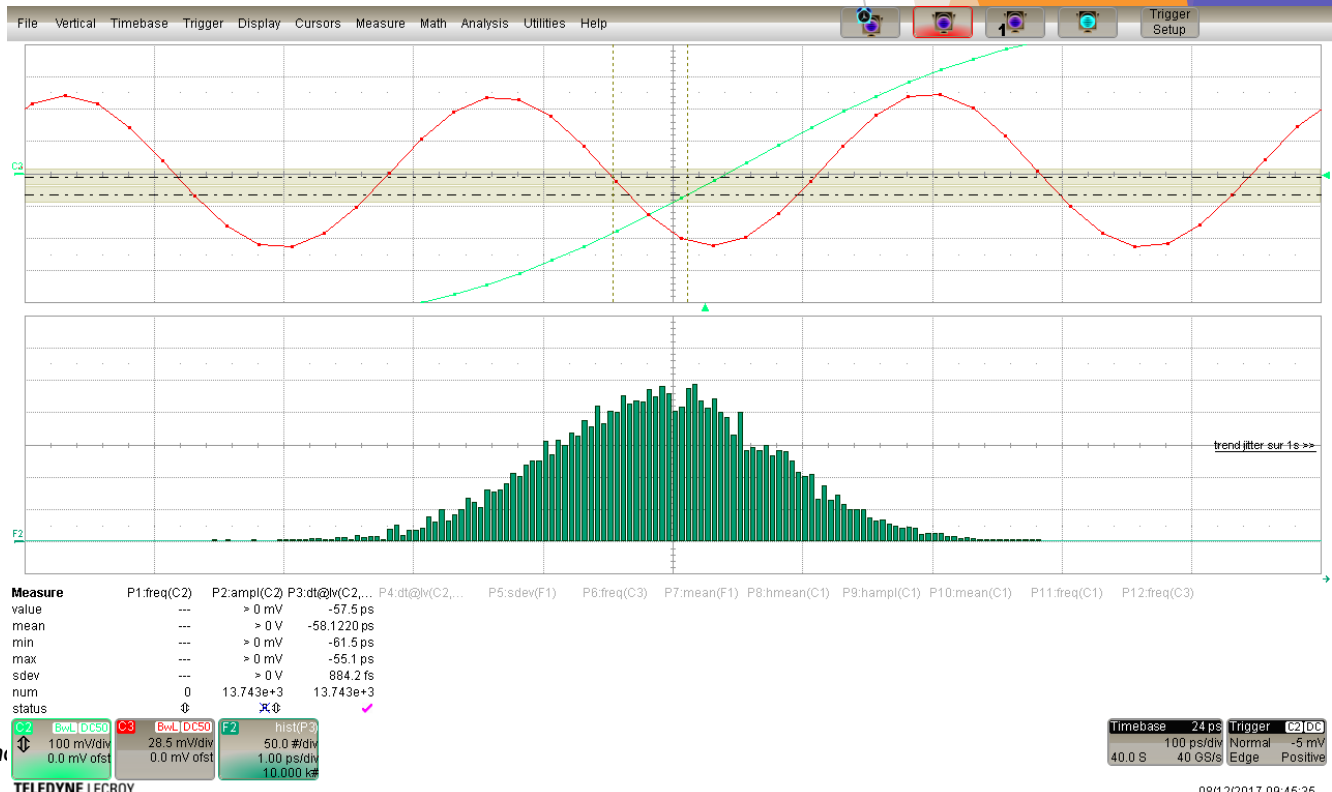 File Vertical Timebase Trigger Display Cursors Measure Math Analysis Utilities Help
1
Trigger
Setup
C3
trend jitter sur 1s >>
F2
Measure P1:freq(C2) P2:ampl(C2) P3:dt@lv(C2,... P4:dt@lv(C2,... P5:sdev(F1) P6:freq(C3) P7:mean(F1) P8:hmean(C1) P9:hampl(C1) P10:mean(C1) P11:freq(C1) P12:freq(C3)
value --- > 0 mV -57.5 ps
mean --- > 0 V -58.1220 ps
min --- > 0 mV -61.5 ps
max --- > 0 mV -55.1 ps
sdev --- > 0 V 884.2 fs
num 0 13.743e+3 13.743e+3
status
C2 BwL DC50
100 mV/div
0.0 mV ofst
C3 BwL DC50
28.5 mV/div
0.0 mV ofst
F2 hist(P3)
50.0 #/div
1.00 ps/div
10.000 k#
Timebase 24 ps
100 ps/div
40.0 S 40 GS/s
Trigger C2 DC
Normal -5 mV
Edge Positive
TELEDYNE LECROY
08/12/2017 09:45:35